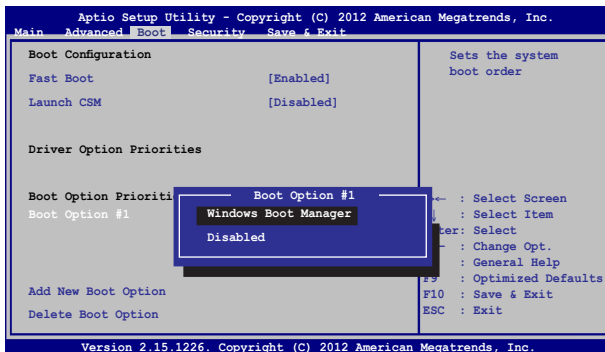 Aptio Setup Utility - Copyright (C) 2012 American Megatrends, Inc.
Main Advanced Boot Security Save & Exit
Boot Configuration
Fast Boot [Enabled]
Launch CSM [Disabled]
Driver Option Priorities
Boot Option Prioriti
Boot Option #1
Boot Option #1
Windows Boot Manager
Disabled
Add New Boot Option
Delete Boot Option
Sets the system
boot order
→← : Select Screen
: Select Item
ter: Select
- : Change Opt.
: General Help
F9 : Optimized Defaults
F10 : Save & Exit
ESC : Exit
Version 2.15.1226. Copyright (C) 2012 American Megatrends, Inc.